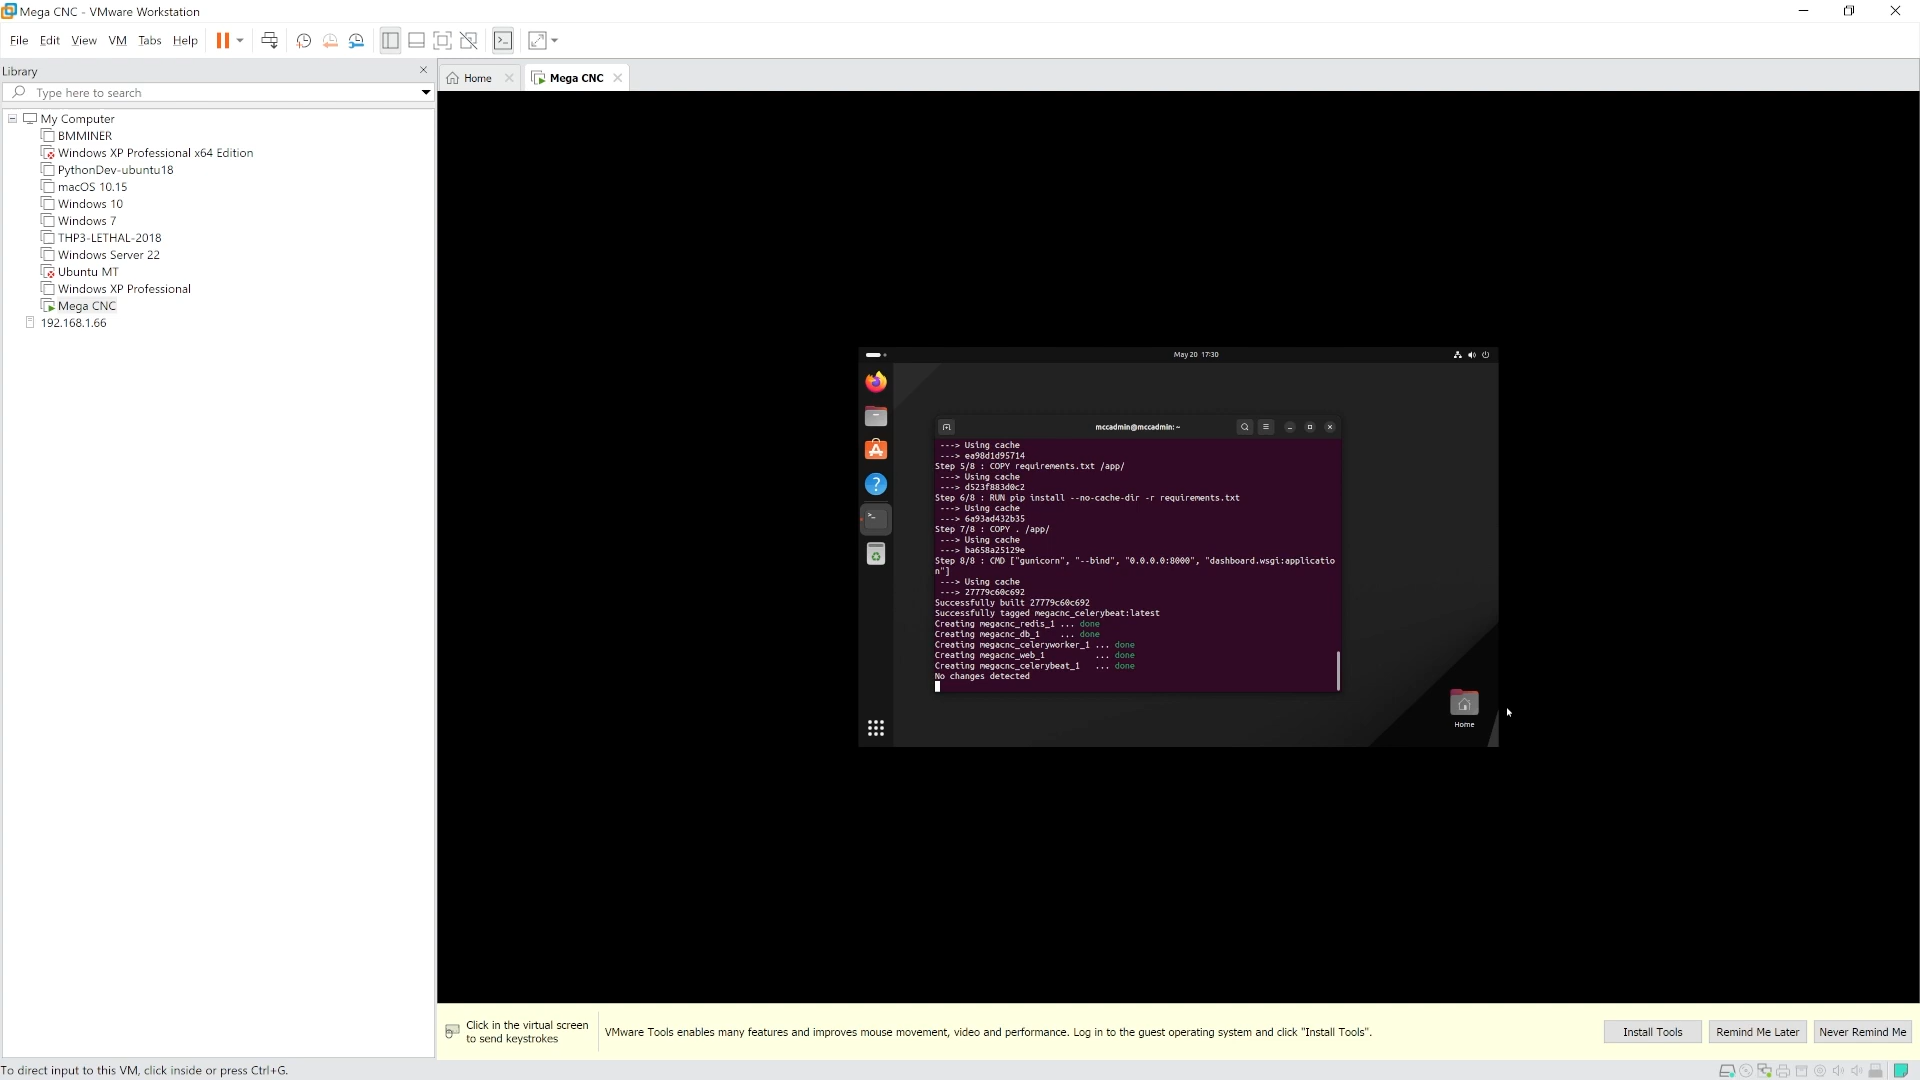 Mega CNC - VMware Workstation
File Edit View VM Tabs Help
Library
Type here to search
My Computer
BMMINER
Windows XP Professional x64 Edition
PythonDev-ubuntu18
macOS 10.15
Windows 10
Windows 7
THP3-LETHAL-2018
Windows Server 22
Ubuntu MT
Windows XP Professional
Mega CNC
192.168.1.66
Home
Mega CNC
May 20 17:30
mccadmin@mccadmin: ~
---> Using cache
---> ea98d1d95714
Step 5/8 : COPY requirements.txt /app/
---> Using cache
---> d523f883d0c2
Step 6/8 : RUN pip install --no-cache-dir -r requirements.txt
---> Using cache
---> 6a93ad432b35
Step 7/8 : COPY . /app/
---> Using cache
---> ba658a25129e
Step 8/8 : CMD ["gunicorn", "--bind", "0.0.0.0:8000", "dashboard.wsgi:applicatio
n"]
---> Using cache
---> 27779c60c692
Successfully built 27779c60c692
Successfully tagged megacnc_celerybeat:latest
Creating megacnc_redis_1 ... done
Creating megacnc_db_1 ... done
Creating megacnc_celeryworker_1 ... done
Creating megacnc_web_1 ... done
Creating megacnc_celerybeat_1 ... done
No changes detected
Home
Click in the virtual screen
to send keystrokes
VMware Tools enables many features and improves mouse movement, video and performance. Log in to the guest operating system and click "Install Tools".
Install Tools
Remind Me Later
Never Remind Me
To direct input to this VM, click inside or press Ctrl+G.